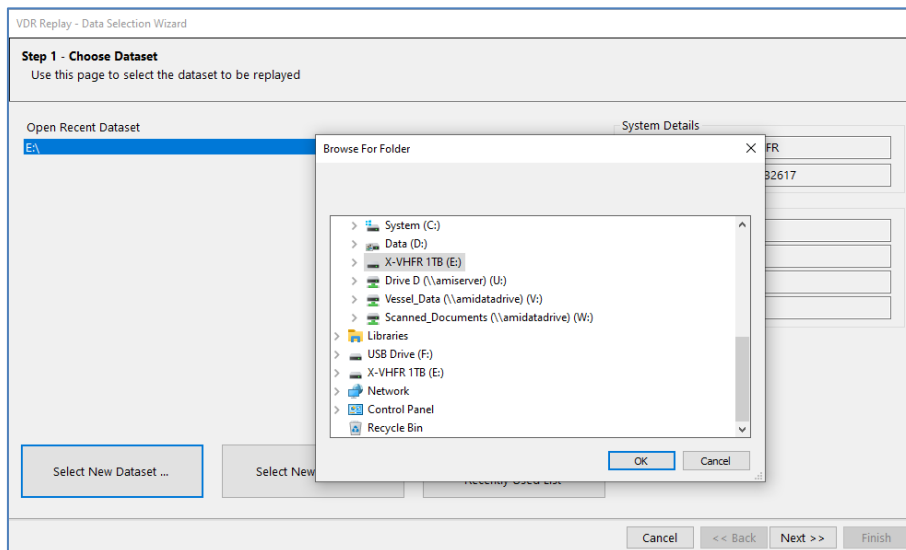 VDR Replay - Data Selection Wizard
Step 1 - Choose Dataset
Use this page to select the dataset to be replayed
Open Recent Dataset
System Details
E:\
Browse For Folder
FR
32617
System (C:)
Data (D:)
X-VHFR 1TB (E:)
Drive D (\\amiserver) (U:)
Vessel_Data (\\amidatadrive) (V:)
Scanned_Documents (\\amidatadrive) (W:)
Libraries
USB Drive (F:)
X-VHFR 1TB (E:)
Network
Control Panel
Recycle Bin
OK
Cancel
Select New Dataset ...
Select New
Recently Used List
Cancel
<< Back
Next >>
Finish